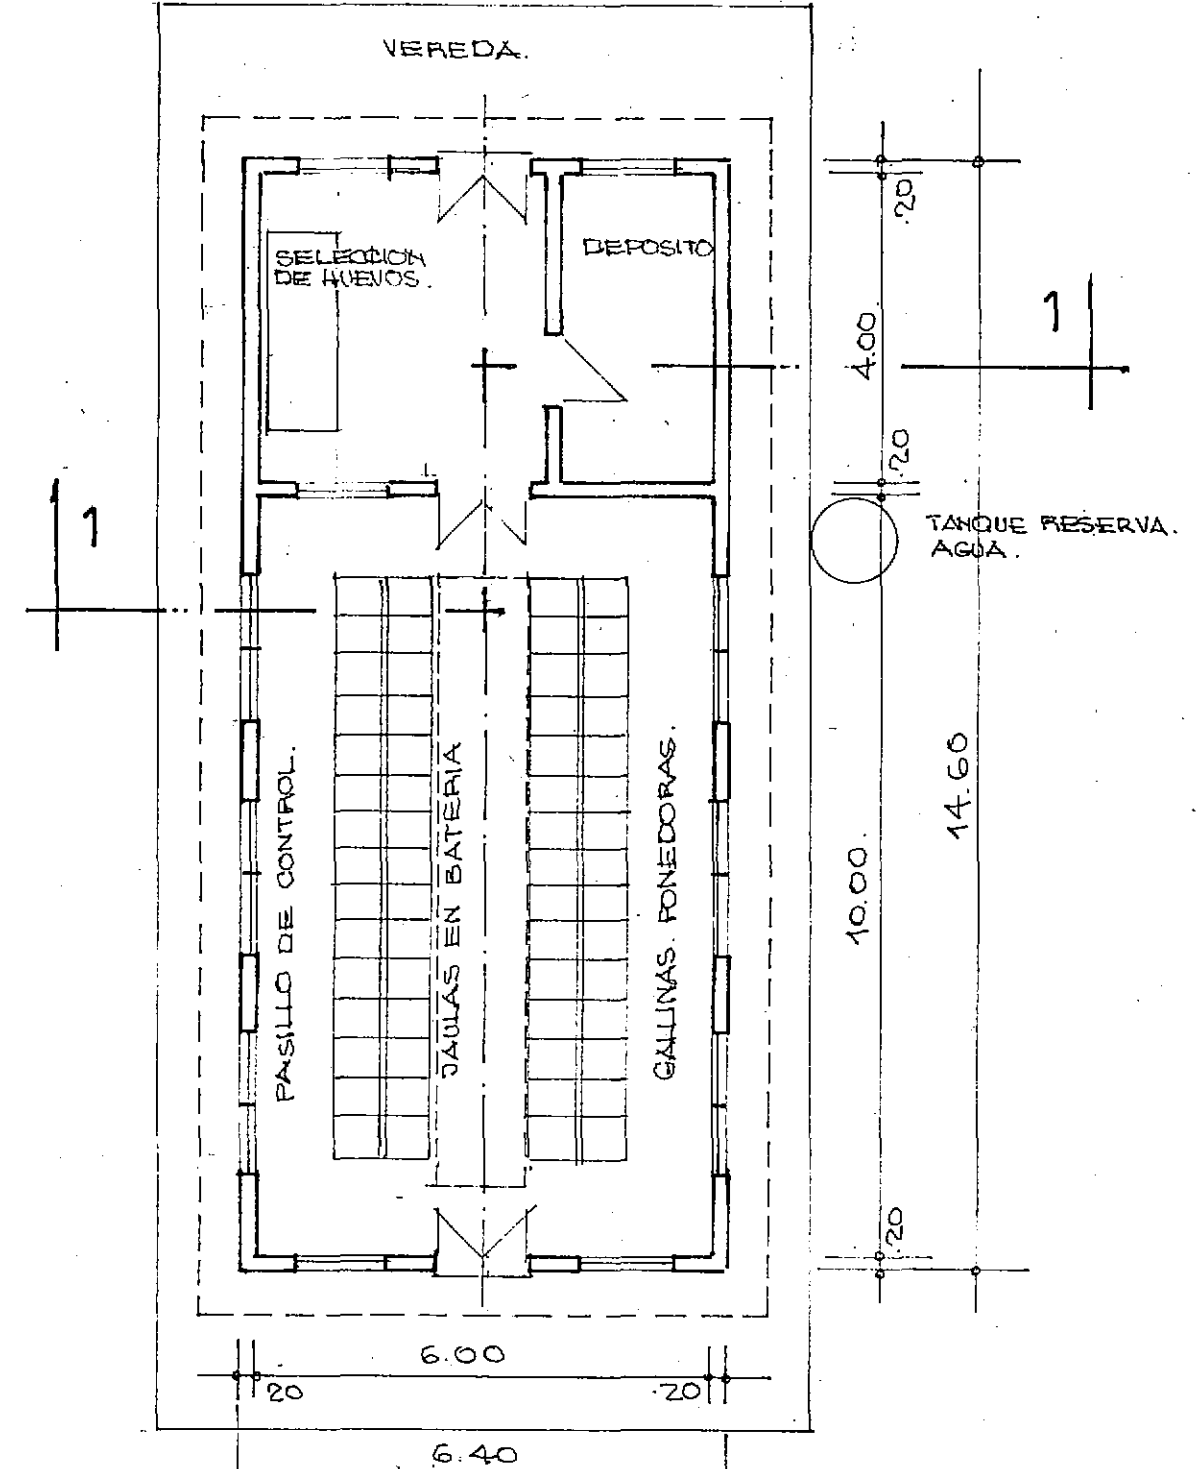 VEREDA.
SELECCION
DE HUEVOS.
DEPOSITO
.20
4.00
1
.20
1
TANQUE RESERVA.
AGUA.
PASILLO DE CONTROL.
JAULAS EN BATERIA
GALLINAS. PONEDORAS.
10.00.
14.60
.20
6.00
20
.20
6.40